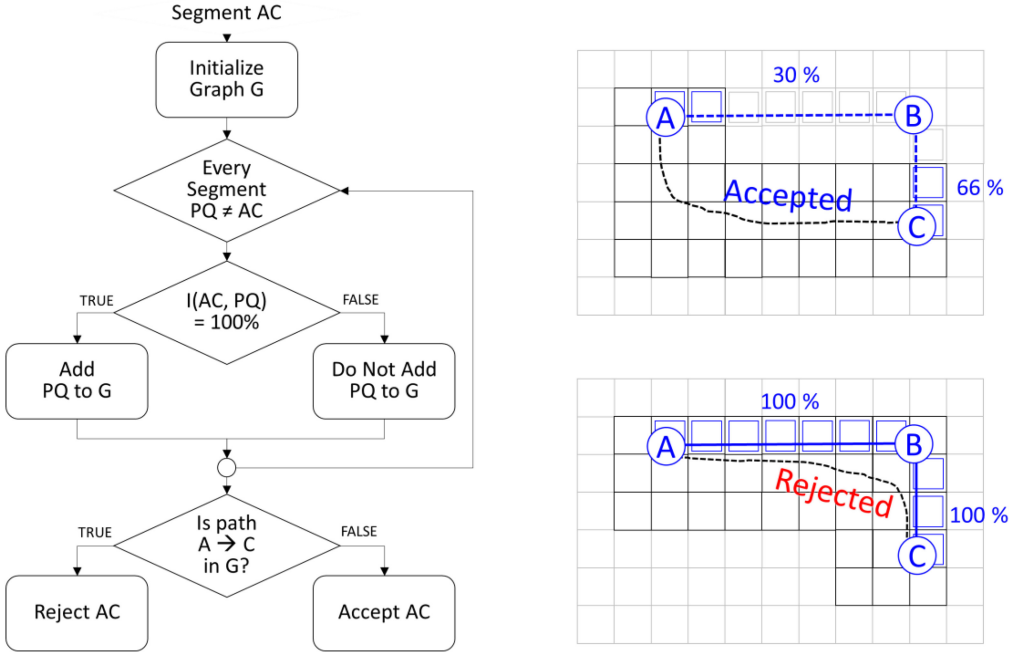 Segment AC
Initialize
Graph G
Every
Segment
PQ ≠ AC
TRUE
I(AC, PQ)
= 100%
FALSE
Add
PQ to G
Do Not Add
PQ to G
TRUE
Is path
A → C
in G?
FALSE
Reject AC
Accept AC
30 %
A
B
Accepted
66 %
C
100 %
A
B
Rejected
100 %
C